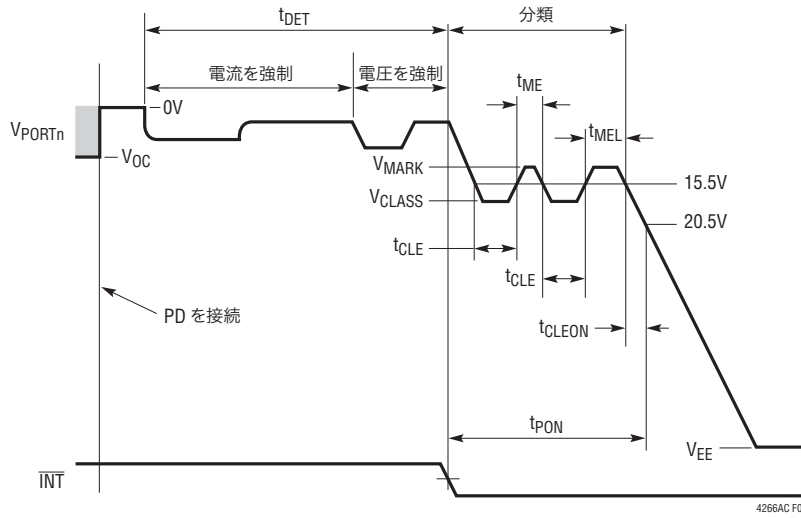 tDET
分類
電流を強制
電圧を強制
tME
tMEL
0V
VPORTn
VOC
VMARK
15.5V
VCLASS
20.5V
tCLE
tCLE
PD を接続
tCLEON
tPON
VEE
INT
4266AC F0